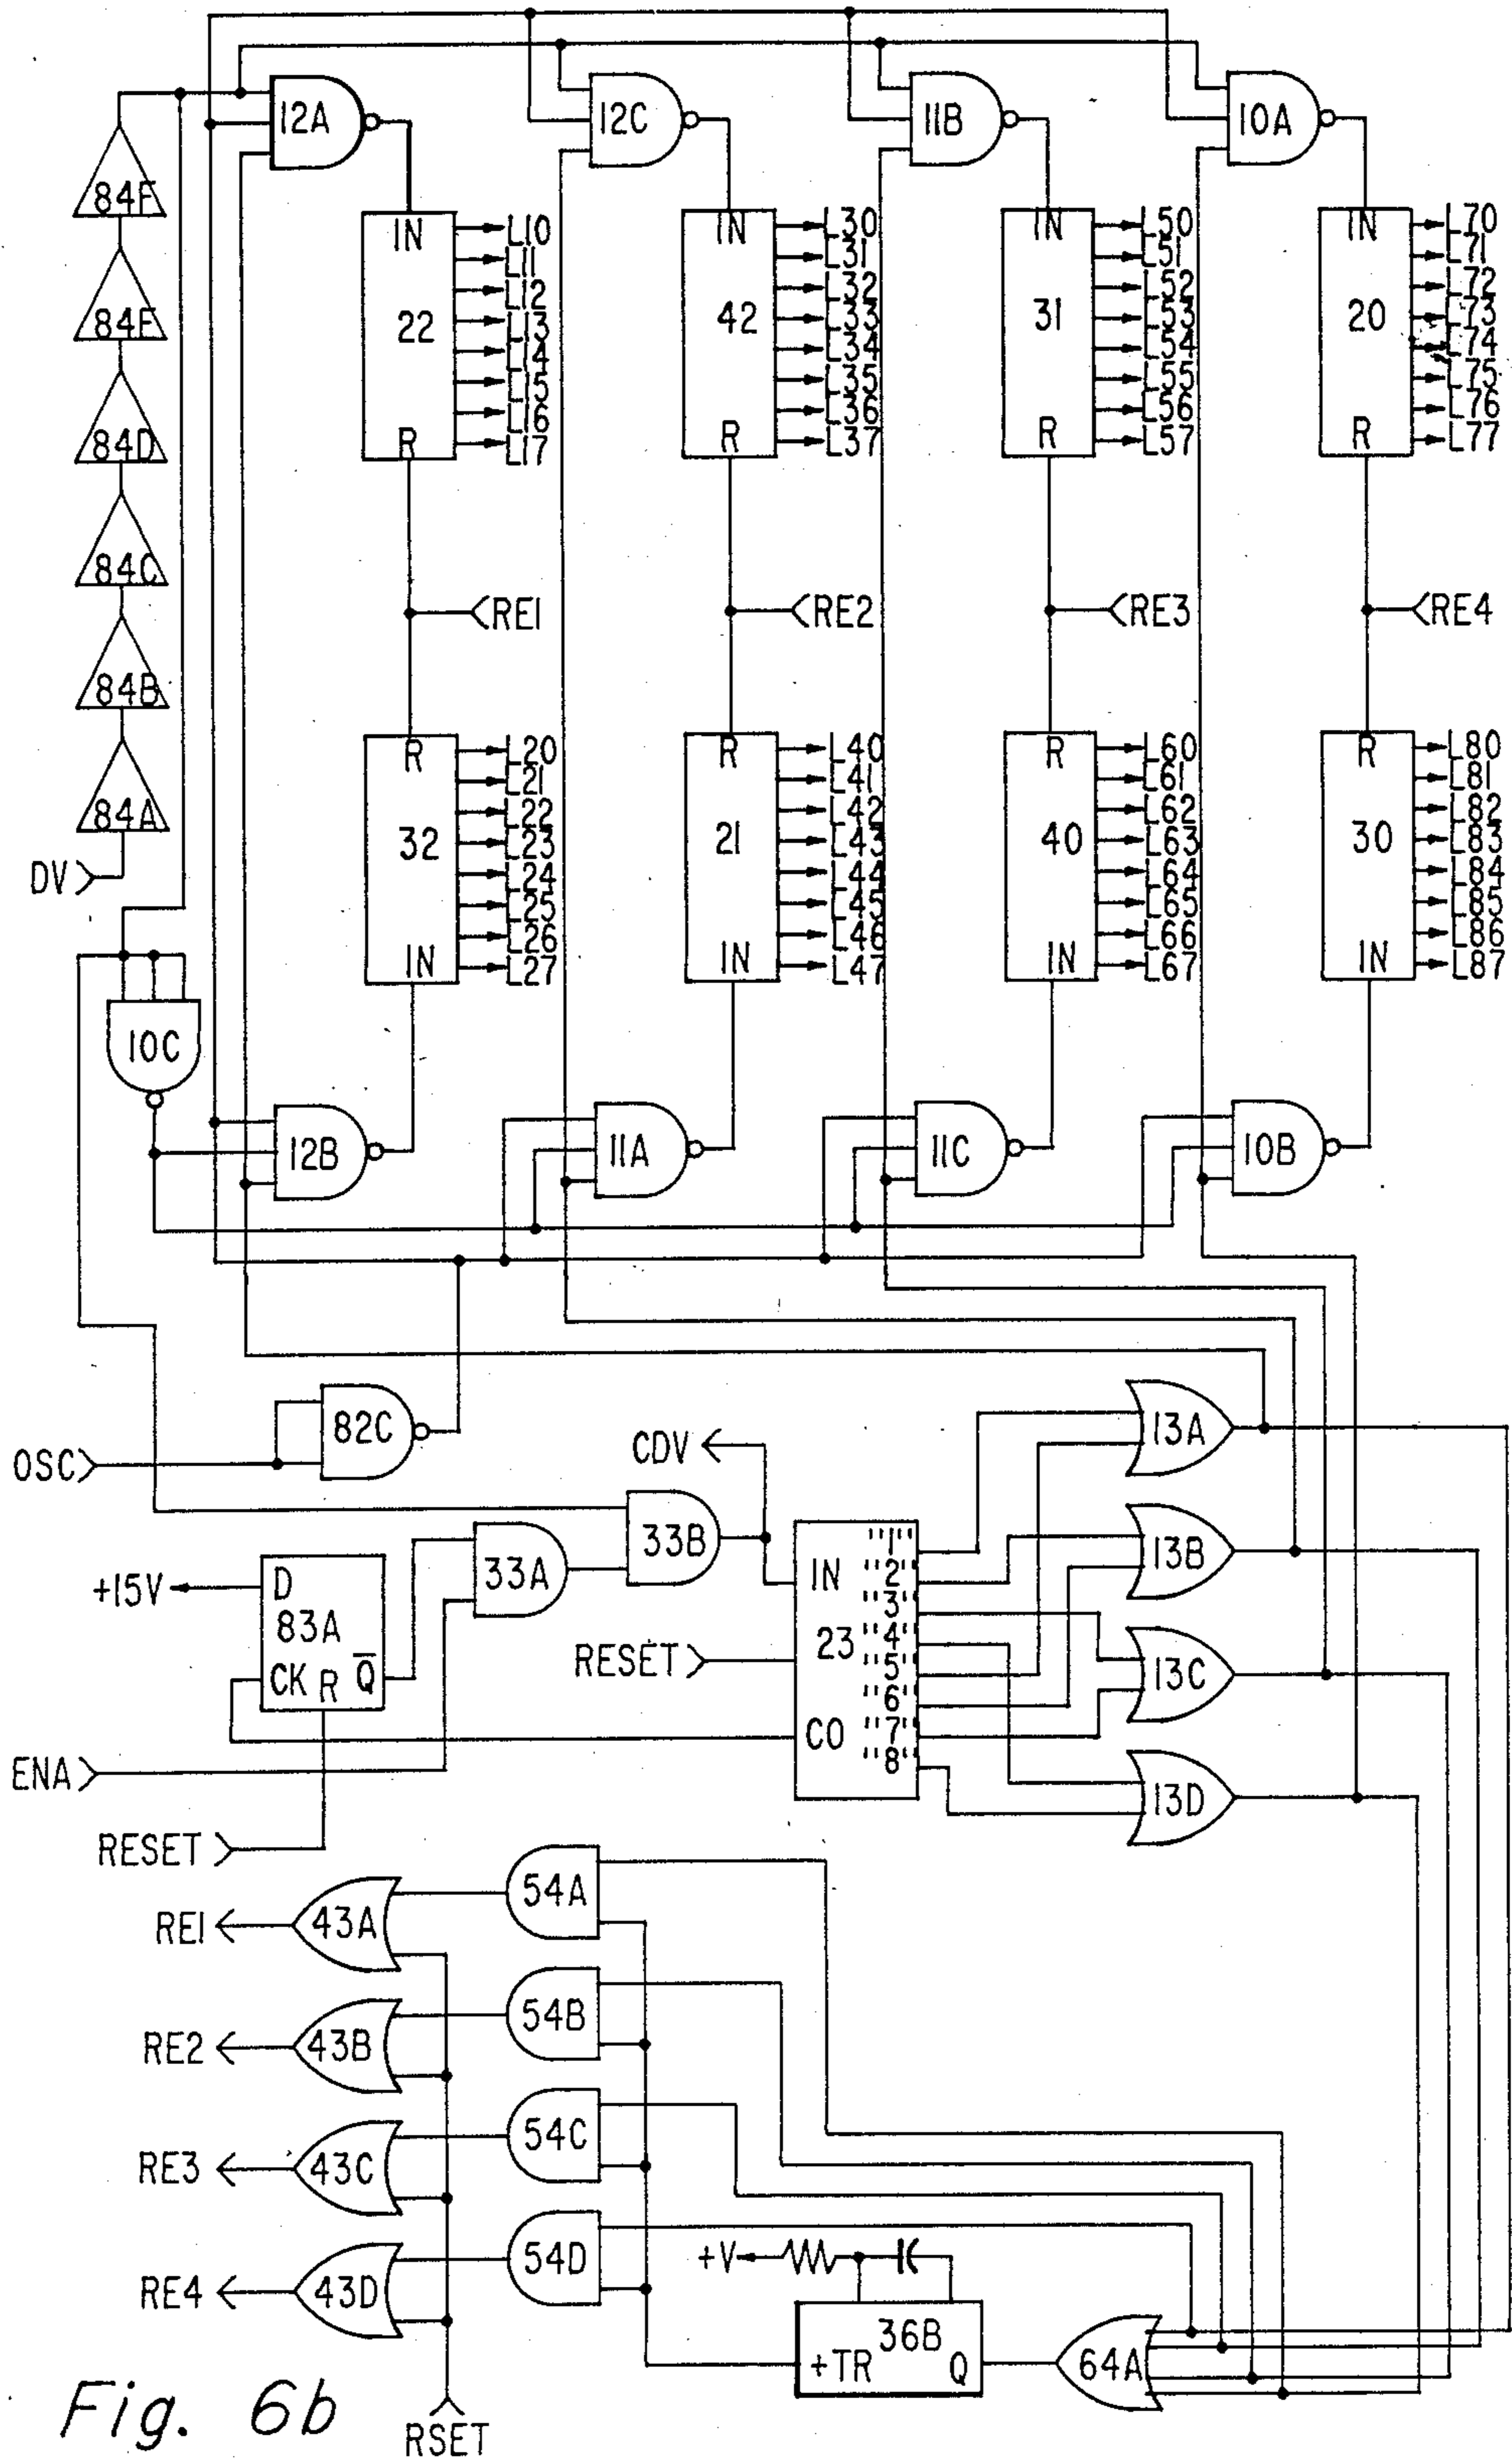 12A
12C
11B
10A
84F
84E
84D
84C
84B
84A
DV
IN
22
R
L10
L11
L12
L13
L14
L15
L16
L17
IN
42
R
L30
L31
L32
L33
L34
L35
L36
L37
IN
31
R
L50
L51
L52
L53
L54
L55
L56
L57
IN
20
R
L70
L71
L72
L73
L74
L75
L76
L77
RE1
RE2
RE3
RE4
R
32
IN
L20
L21
L22
L23
L24
L25
L26
L27
R
21
IN
L40
L41
L42
L43
L44
L45
L46
L47
R
40
IN
L60
L61
L62
L63
L64
L65
L66
L67
R
30
IN
L80
L81
L82
L83
L84
L85
L86
L87
10C
12B
11A
11C
10B
OSC
82C
CDV
13A
13B
13C
13D
33B
33A
+15V
D
83A
CK R Q̅
IN
23
CO
"1"
"2"
"3"
"4"
"5"
"6"
"7"
"8"
RESET
ENA
RESET
54A
43A
RE1
54B
43B
RE2
54C
43C
RE3
54D
43D
RE4
+V
36B
+TR Q
64A
RSET
Fig. 6b